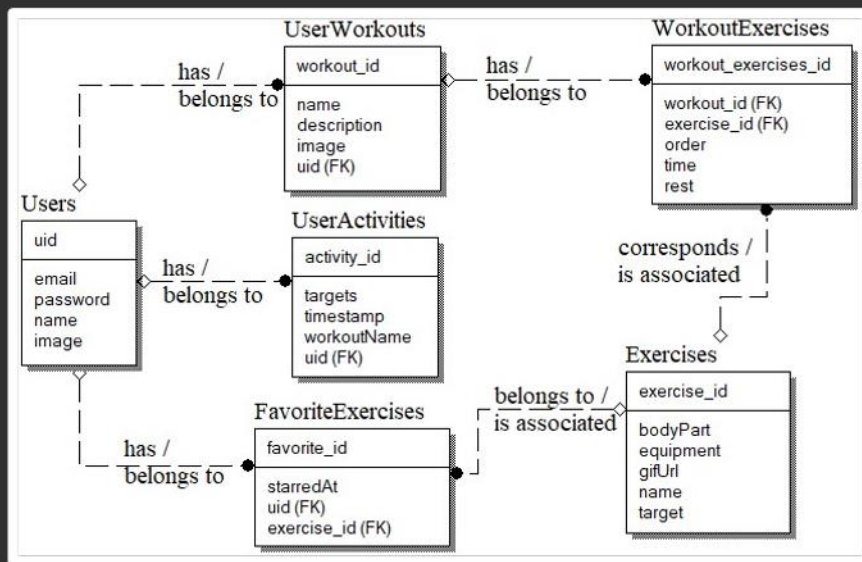 UserWorkouts
workout_id
name
description
image
uid (FK)
has /
belongs to
has /
belongs to
WorkoutExercises
workout_exercises_id
workout_id (FK)
exercise_id (FK)
order
time
rest
Users
uid
email
password
name
image
has /
belongs to
UserActivities
activity_id
targets
timestamp
workoutName
uid (FK)
corresponds /
is associated
Exercises
exercise_id
bodyPart
equipment
gifUrl
name
target
belongs to /
is associated
FavoriteExercises
favorite_id
starredAt
uid (FK)
exercise_id (FK)
has /
belongs to